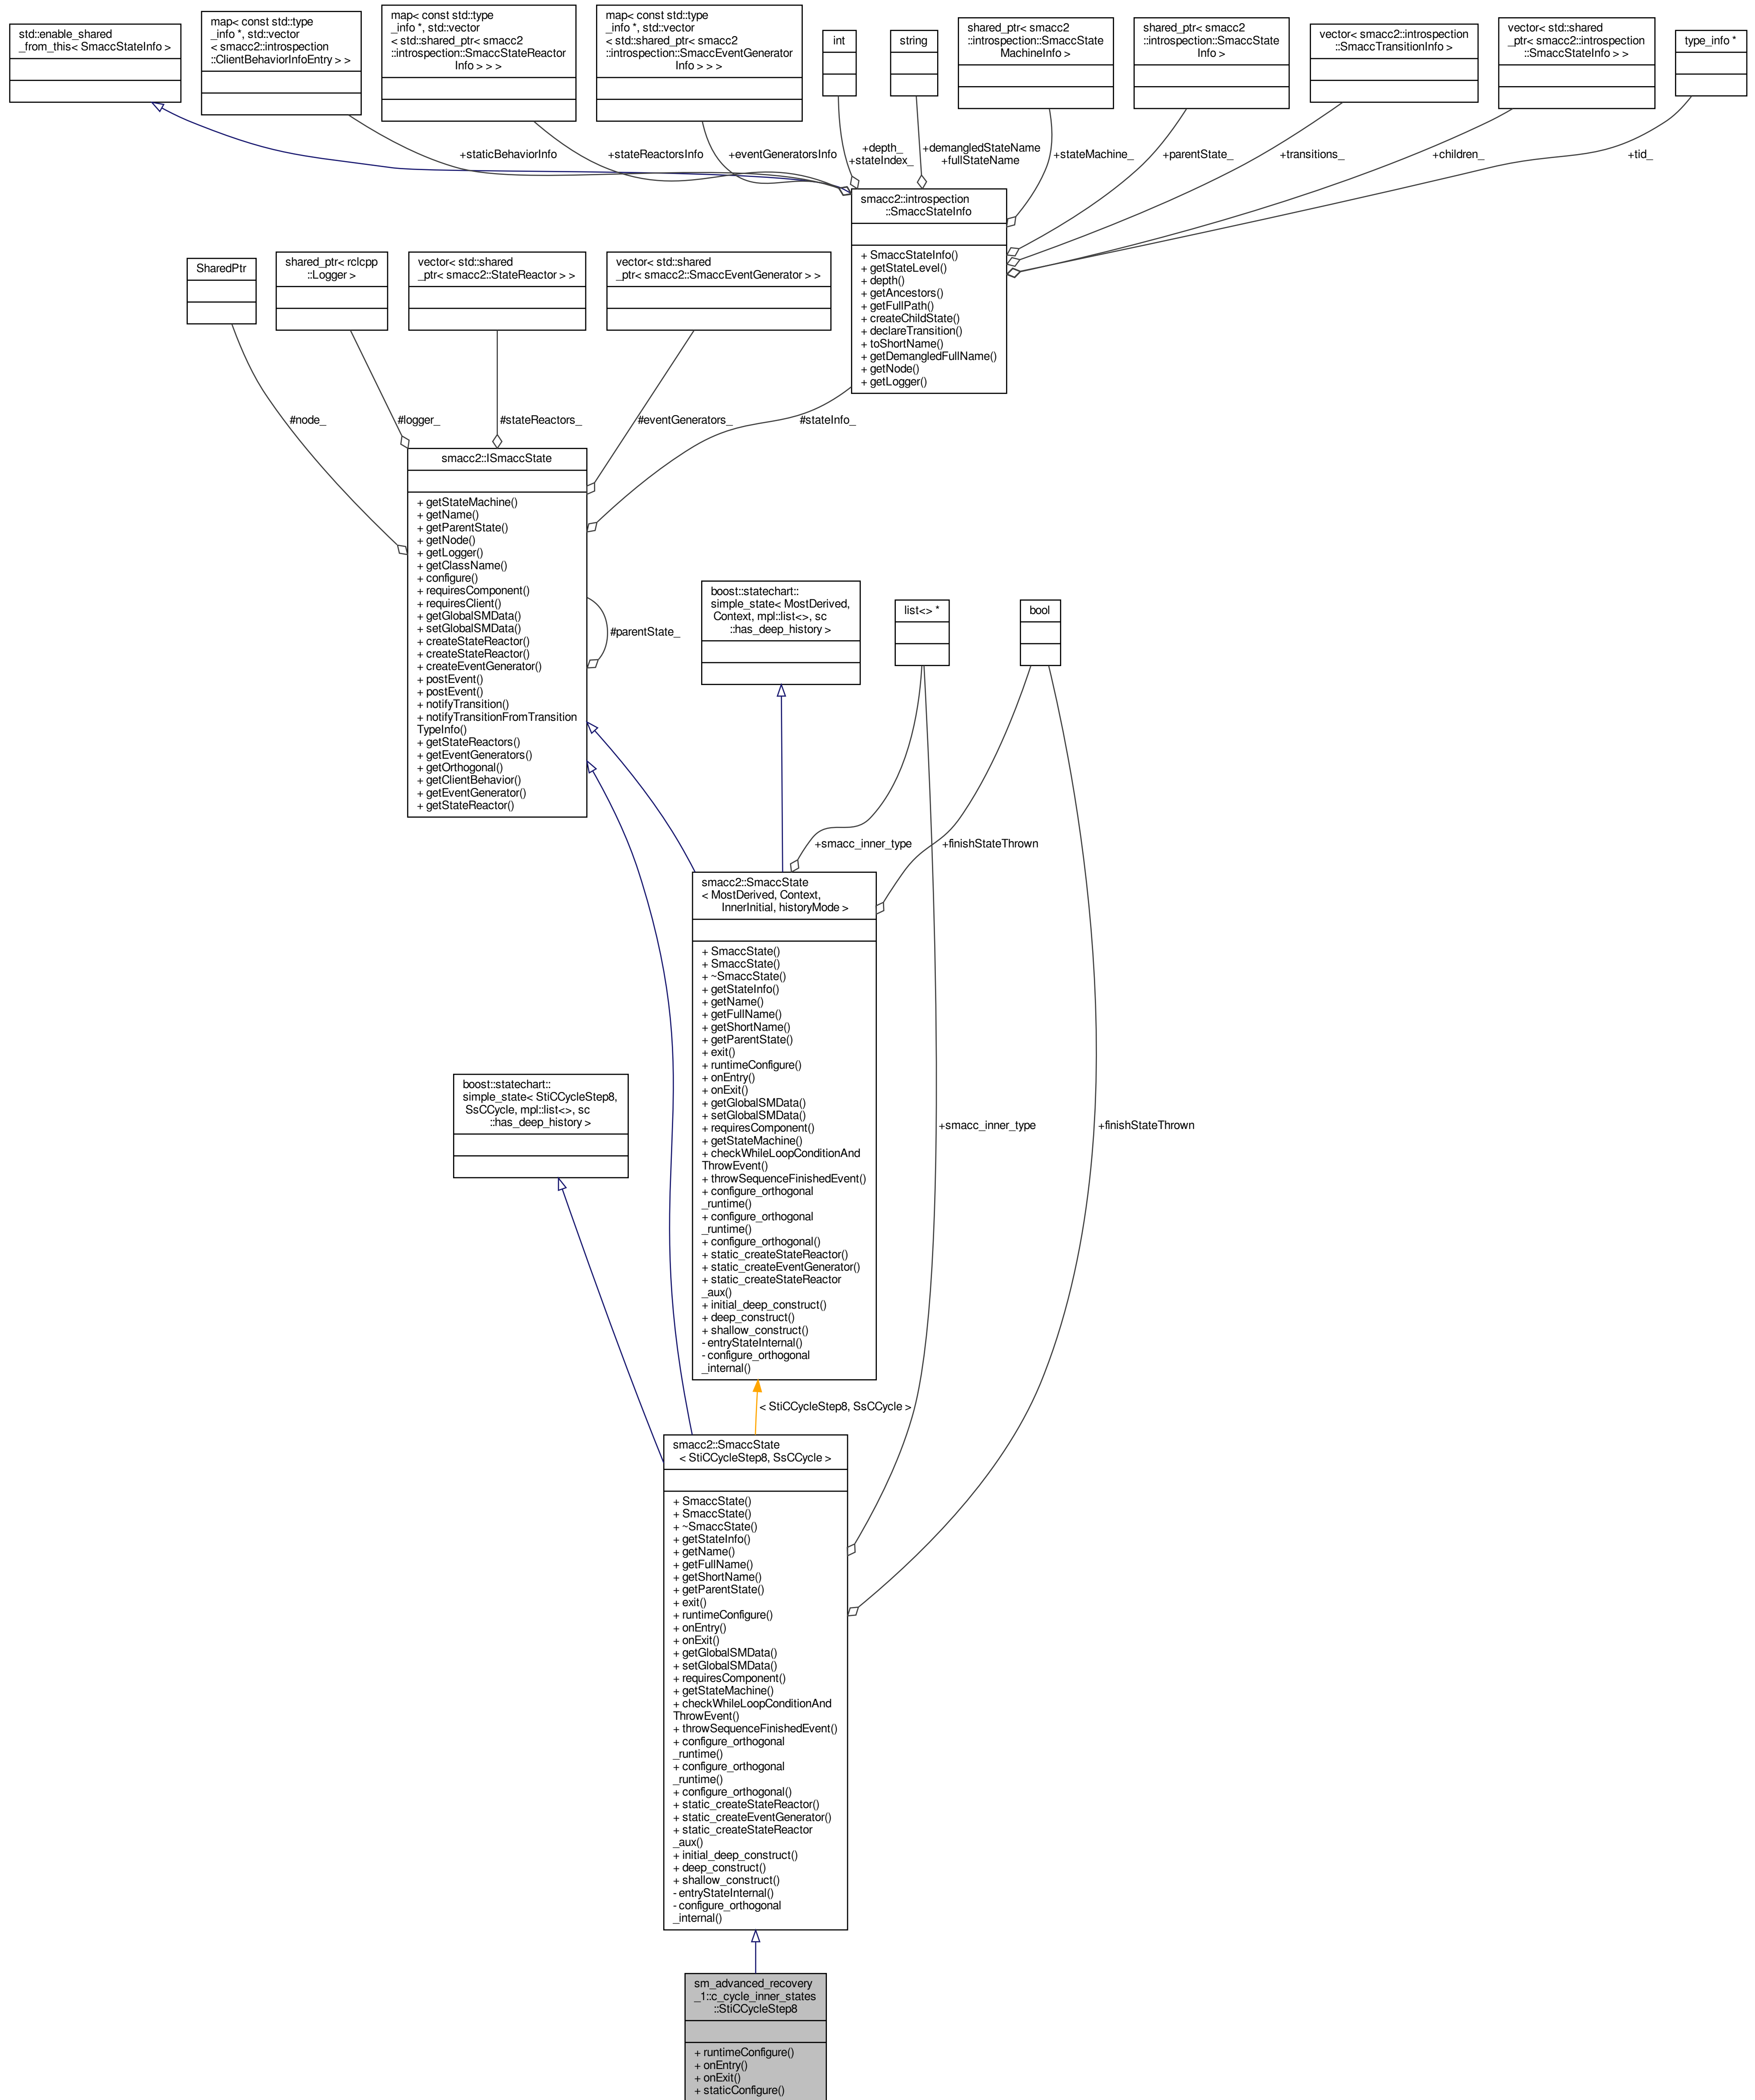 std::enable_shared
_from_this< SmaccStateInfo >
map< const std::type
_info *, std::vector
< smacc2::introspection
::ClientBehaviorInfoEntry > >
map< const std::type
_info *, std::vector
< std::shared_ptr< smacc2
::introspection::SmaccStateReactor
Info > > >
map< const std::type
_info *, std::vector
< std::shared_ptr< smacc2
::introspection::SmaccEventGenerator
Info > > >
int
string
shared_ptr< smacc2
::introspection::SmaccState
MachineInfo >
shared_ptr< smacc2
::introspection::SmaccState
Info >
vector< smacc2::introspection
::SmaccTransitionInfo >
vector< std::shared
_ptr< smacc2::introspection
::SmaccStateInfo > >
type_info *
+staticBehaviorInfo
+stateReactorsInfo
+eventGeneratorsInfo
+depth_
+stateIndex_
+demangledStateName
+fullStateName
+stateMachine_
+parentState_
+transitions_
+children_
+tid_
smacc2::introspection
::SmaccStateInfo
+ SmaccStateInfo()
+ getStateLevel()
+ depth()
+ getAncestors()
+ getFullPath()
+ createChildState()
+ declareTransition()
+ toShortName()
+ getDemangledFullName()
+ getNode()
+ getLogger()
SharedPtr
shared_ptr< rclcpp
::Logger >
vector< std::shared
_ptr< smacc2::StateReactor > >
vector< std::shared
_ptr< smacc2::SmaccEventGenerator > >
#node_
#logger_
#stateReactors_
#eventGenerators_
#stateInfo_
smacc2::ISmaccState
+ getStateMachine()
+ getName()
+ getParentState()
+ getNode()
+ getLogger()
+ getClassName()
+ configure()
+ requiresComponent()
+ requiresClient()
+ getGlobalSMData()
+ setGlobalSMData()
+ createStateReactor()
+ createStateReactor()
+ createEventGenerator()
+ postEvent()
+ postEvent()
+ notifyTransition()
+ notifyTransitionFromTransition
TypeInfo()
+ getStateReactors()
+ getEventGenerators()
+ getOrthogonal()
+ getClientBehavior()
+ getEventGenerator()
+ getStateReactor()
#parentState_
boost::statechart::
simple_state< MostDerived,
Context, mpl::list<>, sc
::has_deep_history >
list<> *
bool
+smacc_inner_type
+finishStateThrown
smacc2::SmaccState
< MostDerived, Context,
InnerInitial, historyMode >
+ SmaccState()
+ SmaccState()
+ ~SmaccState()
+ getStateInfo()
+ getName()
+ getFullName()
+ getShortName()
+ getParentState()
+ exit()
+ runtimeConfigure()
+ onEntry()
+ onExit()
+ getGlobalSMData()
+ setGlobalSMData()
+ requiresComponent()
+ getStateMachine()
+ checkWhileLoopConditionAnd
ThrowEvent()
+ throwSequenceFinishedEvent()
+ configure_orthogonal
_runtime()
+ configure_orthogonal
_runtime()
+ configure_orthogonal()
+ static_createStateReactor()
+ static_createEventGenerator()
+ static_createStateReactor
_aux()
+ initial_deep_construct()
+ deep_construct()
+ shallow_construct()
- entryStateInternal()
- configure_orthogonal
_internal()
boost::statechart::
simple_state< StiCCycleStep8,
SsCCycle, mpl::list<>, sc
::has_deep_history >
+smacc_inner_type
+finishStateThrown
< StiCCycleStep8, SsCCycle >
smacc2::SmaccState
< StiCCycleStep8, SsCCycle >
+ SmaccState()
+ SmaccState()
+ ~SmaccState()
+ getStateInfo()
+ getName()
+ getFullName()
+ getShortName()
+ getParentState()
+ exit()
+ runtimeConfigure()
+ onEntry()
+ onExit()
+ getGlobalSMData()
+ setGlobalSMData()
+ requiresComponent()
+ getStateMachine()
+ checkWhileLoopConditionAnd
ThrowEvent()
+ throwSequenceFinishedEvent()
+ configure_orthogonal
_runtime()
+ configure_orthogonal
_runtime()
+ configure_orthogonal()
+ static_createStateReactor()
+ static_createEventGenerator()
+ static_createStateReactor
_aux()
+ initial_deep_construct()
+ deep_construct()
+ shallow_construct()
- entryStateInternal()
- configure_orthogonal
_internal()
sm_advanced_recovery
_1::c_cycle_inner_states
::StiCCycleStep8
+ runtimeConfigure()
+ onEntry()
+ onExit()
+ staticConfigure()